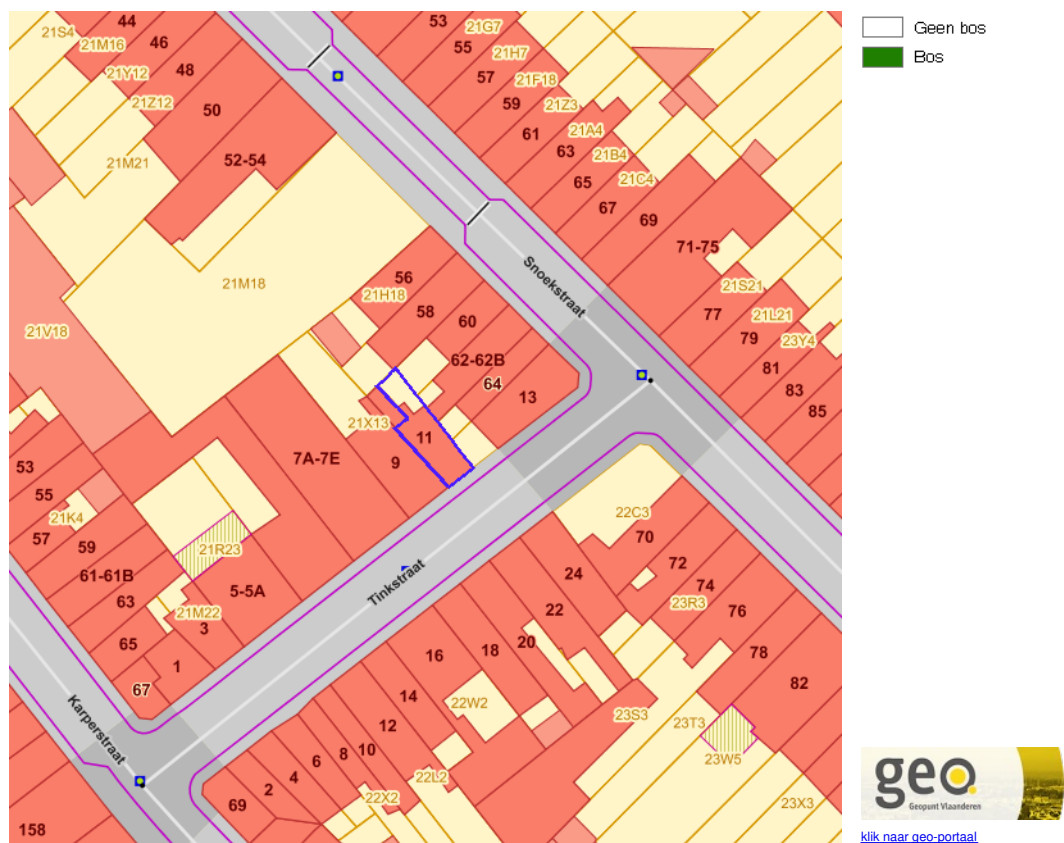 44
46
48
50
52-54
21S4
21M16
21Y12
21Z12
21M21
53
55
57
59
61
63
65
67
69
71-75
21G7
21H7
21F18
21Z3
21A4
21B4
21C4
Snoekstraat
21M18
21V18
56
21H18
58
60
62-62B
64
13
77
79
81
83
85
21S21
21L21
23Y4
21X13
11
9
7A-7E
53
55
21K4
57
59
61-61B
63
65
67
21R23
5-5A
21M22
3
1
Tinkstraat
Karperstraat
22C3
70
72
74
23R3
76
78
82
24
22
20
18
16
14
12
10
8
6
4
2
69
22W2
22L2
22X2
23S3
23T3
23W5
23X3
158
Geen bos
Bos
geo.
Geopunt Vlaanderen
klik naar geo-portaal